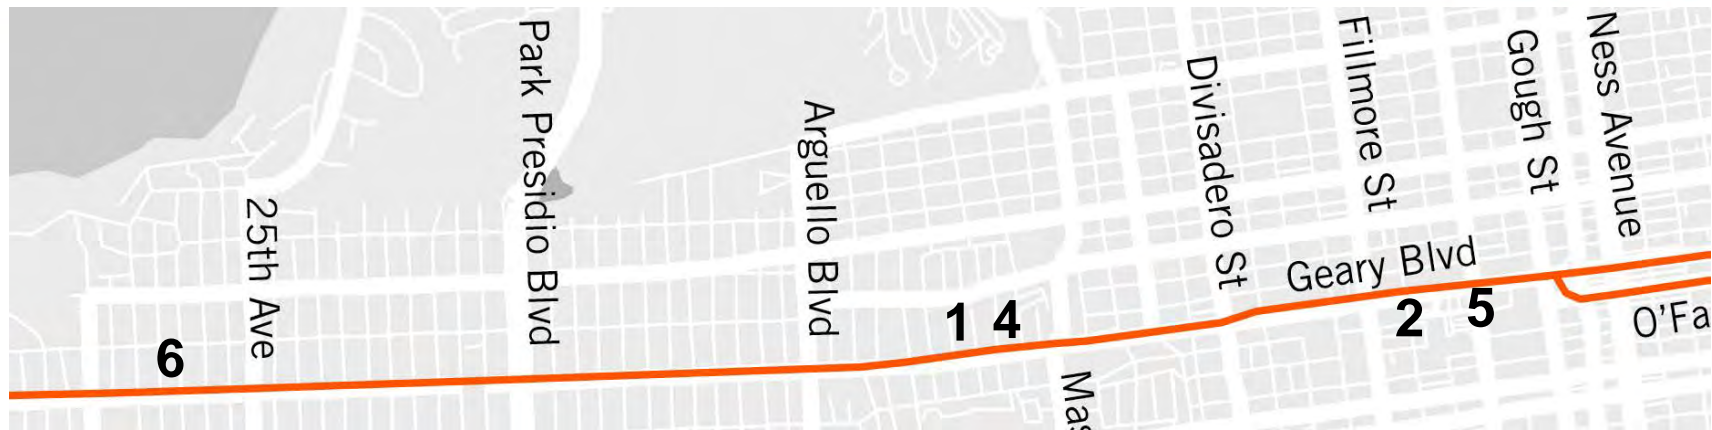 Park Presidio Blvd
Fillmore St
Ness Avenue
Gough St
Divisadero St
Arguello Blvd
25th Ave
Geary Blvd
1 4
2
5
6
O'Fa
Mas